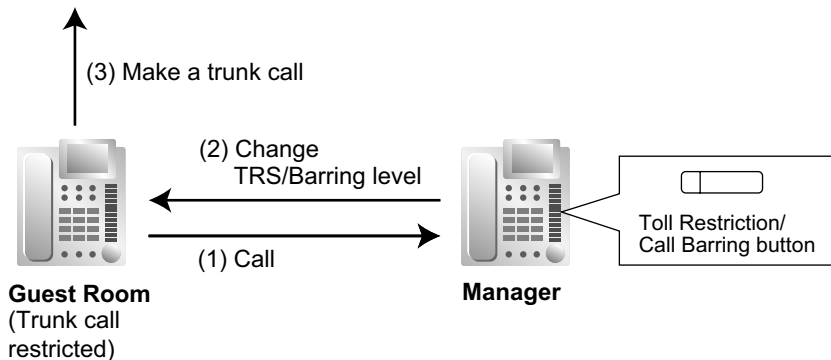 (3) Make a trunk call
(2) Change
TRS/Barring level
(1) Call
Guest Room
(Trunk call
restricted)
Manager
Toll Restriction/
Call Barring button